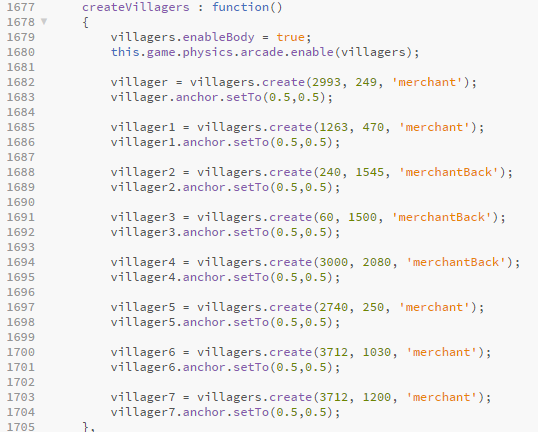 1677 createVillagers : function()
1678 {
1679 villagers.enableBody = true;
1680 this.game.physics.arcade.enable(villagers);
1681
1682 villager = villagers.create(2993, 249, 'merchant');
1683 villager.anchor.setTo(0.5,0.5);
1684
1685 villager1 = villagers.create(1263, 470, 'merchant');
1686 villager1.anchor.setTo(0.5,0.5);
1687
1688 villager2 = villagers.create(240, 1545, 'merchantBack');
1689 villager2.anchor.setTo(0.5,0.5);
1690
1691 villager3 = villagers.create(60, 1500, 'merchantBack');
1692 villager3.anchor.setTo(0.5,0.5);
1693
1694 villager4 = villagers.create(3000, 2080, 'merchantBack');
1695 villager4.anchor.setTo(0.5,0.5);
1696
1697 villager5 = villagers.create(2740, 250, 'merchant');
1698 villager5.anchor.setTo(0.5,0.5);
1699
1700 villager6 = villagers.create(3712, 1030, 'merchant');
1701 villager6.anchor.setTo(0.5,0.5);
1702
1703 villager7 = villagers.create(3712, 1200, 'merchant');
1704 villager7.anchor.setTo(0.5,0.5);
1705 },